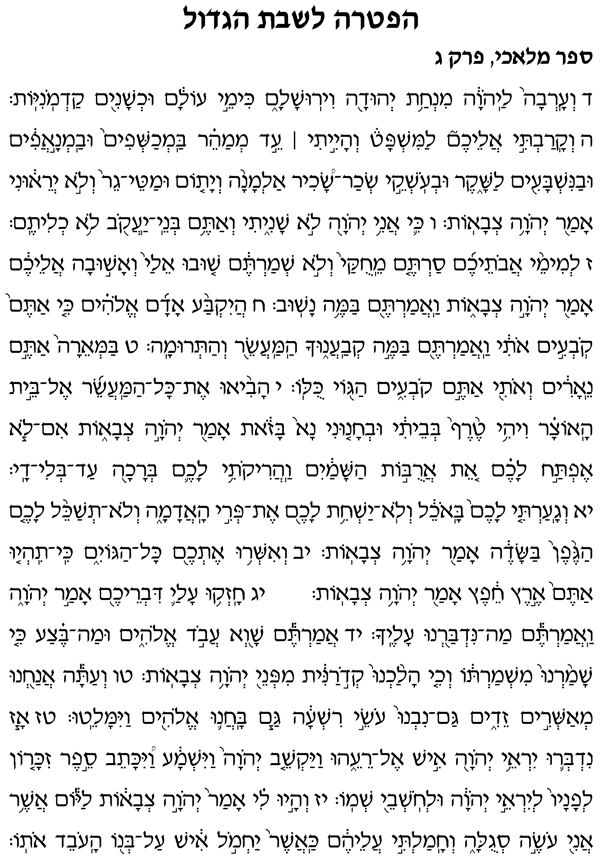 הפטרה לשבת הגדול
ספר מלאכי, פרק ג
ד וְעָֽרְבָה֙ לַֽיהֹוָ֔ה מִנְחַ֥ת יְהוּדָ֖ה וִירֽוּשָׁלָ֑͏ִם כִּימֵ֣י עוֹלָ֔ם וּכְשָׁנִ֖ים קַדְמֹֽנִיּֽוֹת׃
ה וְקָֽרַבְתִּ֣י אֲלֵיכֶם֮ לַמִּשְׁפָּט֒ וְהָיִ֣יתִי ׀ עֵ֣ד מְמַהֵ֗ר בַּֽמְכַשְּׁפִים֙ וּבַמְנָ֣אֲפִ֔ים
וּבַנִּשְׁבָּעִ֖ים לַשָּׁ֑קֶר וּבְעֹֽשְׁקֵ֣י שְׂכַר־שָׂ֠כִיר אַלְמָנָ֨ה וְיָת֤וֹם וּמַטֵּי־גֵר֙ וְלֹ֣א יְרֵא֔וּנִי
אָמַ֖ר יְהֹוָ֥ה צְבָאֽוֹת׃ ו כִּ֛י אֲנִ֥י יְהֹוָ֖ה לֹ֣א שָׁנִ֑יתִי וְאַתֶּ֥ם בְּנֵֽי־יַעֲקֹ֖ב לֹ֥א כְלִיתֶֽם׃
ז לְמִימֵ֨י אֲבֹתֵיכֶ֜ם סַרְתֶּ֤ם מֵֽחֻקַּי֙ וְלֹ֣א שְׁמַרְתֶּ֔ם שׁ֤וּבוּ אֵלַי֙ וְאָשׁ֣וּבָה אֲלֵיכֶ֔ם
אָמַ֖ר יְהֹוָ֣ה צְבָא֑וֹת וַֽאֲמַרְתֶּ֖ם בַּמֶּ֥ה נָשֽׁוּב׃ ח הֲיִקְבַּ֨ע אָדָ֜ם אֱלֹהִ֗ים כִּ֤י אַתֶּם֙
קֹֽבְעִ֣ים אֹתִ֔י וַֽאֲמַרְתֶּ֖ם בַּמֶּ֣ה קְבַֽעֲנ֑וּךָ הַֽמַּֽעֲשֵׂ֖ר וְהַתְּרוּמָֽה׃ ט בַּמְּאֵרָה֙ אַתֶּ֣ם
נֵֽאָרִ֔ים וְאֹתִ֖י אַתֶּ֣ם קֹֽבְעִ֑ים הַגּ֖וֹי כֻּלּֽוֹ׃ י הָבִ֨יאוּ אֶת־כָּל־הַֽמַּֽעֲשֵׂ֜ר אֶל־בֵּ֣ית
הָֽאוֹצָ֗ר וִיהִ֥י טֶ֙רֶף֙ בְּבֵיתִ֔י וּבְחָנ֤וּנִי נָא֙ בָּזֹ֔את אָמַ֖ר יְהֹוָ֣ה צְבָא֑וֹת אִם־לֹ֧א
אֶפְתַּ֣ח לָכֶ֗ם אֵ֚ת אֲרֻבּ֣וֹת הַשָּׁמַ֔יִם וַֽהֲרִיקֹתִ֥י לָכֶ֛ם בְּרָכָ֖ה עַד־בְּלִי־דָֽי׃
יא וְגָֽעַרְתִּ֤י לָכֶם֙ בָּֽאֹכֵ֔ל וְלֹֽא־יַשְׁחִ֥ת לָכֶ֖ם אֶת־פְּרִ֣י הָֽאֲדָמָ֑ה וְלֹא־תְשַׁכֵּ֨ל לָכֶ֤ם
הַגֶּ֙פֶן֙ בַּשָּׂדֶ֔ה אָמַ֖ר יְהֹוָ֥ה צְבָאֽוֹת׃ יב וְאִשְּׁר֥וּ אֶתְכֶ֖ם כָּל־הַגּוֹיִ֑ם כִּֽי־תִהְי֤וּ
אַתֶּם֙ אֶ֣רֶץ חֵ֔פֶץ אָמַ֖ר יְהֹוָ֥ה צְבָאֽוֹת׃ יג חָֽזְק֥וּ עָלַ֛י דִּבְרֵיכֶ֖ם אָמַ֣ר יְהֹוָ֑ה
וַֽאֲמַרְתֶּ֕ם מַה־נִּדְבַּ֖רְנוּ עָלֶֽיךָ׃ יד אֲמַרְתֶּ֕ם שָׁ֖וְא עֲבֹ֣ד אֱלֹהִ֑ים וּמַה־בֶּ֗צַע כִּ֤י
שָׁמַ֙רְנוּ֙ מִשְׁמַרְתּ֔וֹ וְכִ֤י הָלַ֙כְנוּ֙ קְדֹ֣רַנִּ֔ית מִפְּנֵ֖י יְהֹוָ֥ה צְבָאֽוֹת׃ טו וְעַתָּ֕ה אֲנַ֖חְנוּ
מְאַשְּׁרִ֣ים זֵדִ֑ים גַּם־נִבְנוּ֙ עֹשֵׂ֣י רִשְׁעָ֔ה גַּ֧ם בָּֽחֲנ֛וּ אֱלֹהִ֖ים וַיִּמָּלֵֽטוּ׃ טז אָ֧ז
נִדְבְּר֛וּ יִרְאֵ֥י יְהֹוָ֖ה אִ֣ישׁ אֶל־רֵעֵ֑הוּ וַיַּקְשֵׁ֤ב יְהֹוָה֙ וַיִּשְׁמָ֔ע וַ֠יִּכָּתֵב סֵ֣פֶר זִכָּר֤וֹן
לְפָנָיו֙ לְיִרְאֵ֣י יְהֹוָ֔ה וּלְחֹֽשְׁבֵ֖י שְׁמֽוֹ׃ יז וְהָ֣יוּ לִ֗י אָמַר֙ יְהֹוָ֣ה צְבָא֔וֹת לַיּ֕וֹם אֲשֶׁ֥ר
אֲנִ֖י עֹשֶׂ֣ה סְגֻלָּ֑ה וְחָֽמַלְתִּ֣י עֲלֵיהֶ֔ם כַּֽאֲשֶׁר֙ יַחְמֹ֣ל אִ֔ישׁ עַל־בְּנ֖וֹ הָֽעֹבֵ֥ד אֹתֽוֹ׃